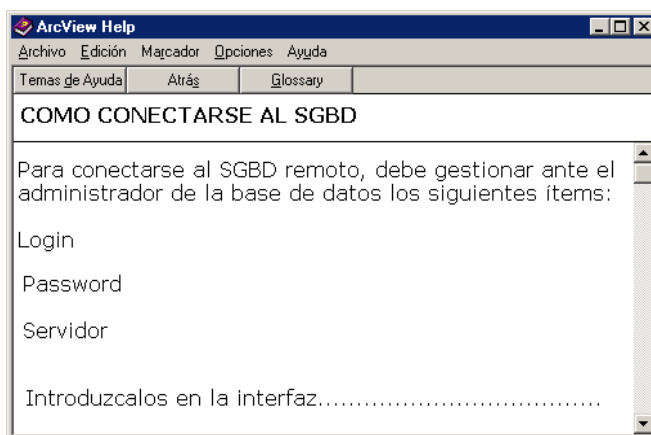 ArcView Help
Archivo Edición Marcador Opciones Ayuda
Temas de Ayuda Atrás Glossary
COMO CONECTARSE AL SGBD
Para conectarse al SGBD remoto, debe gestionar ante el
administrador de la base de datos los siguientes ítems:
Login
Password
Servidor
Introduzcalos en la interfaz.....................................